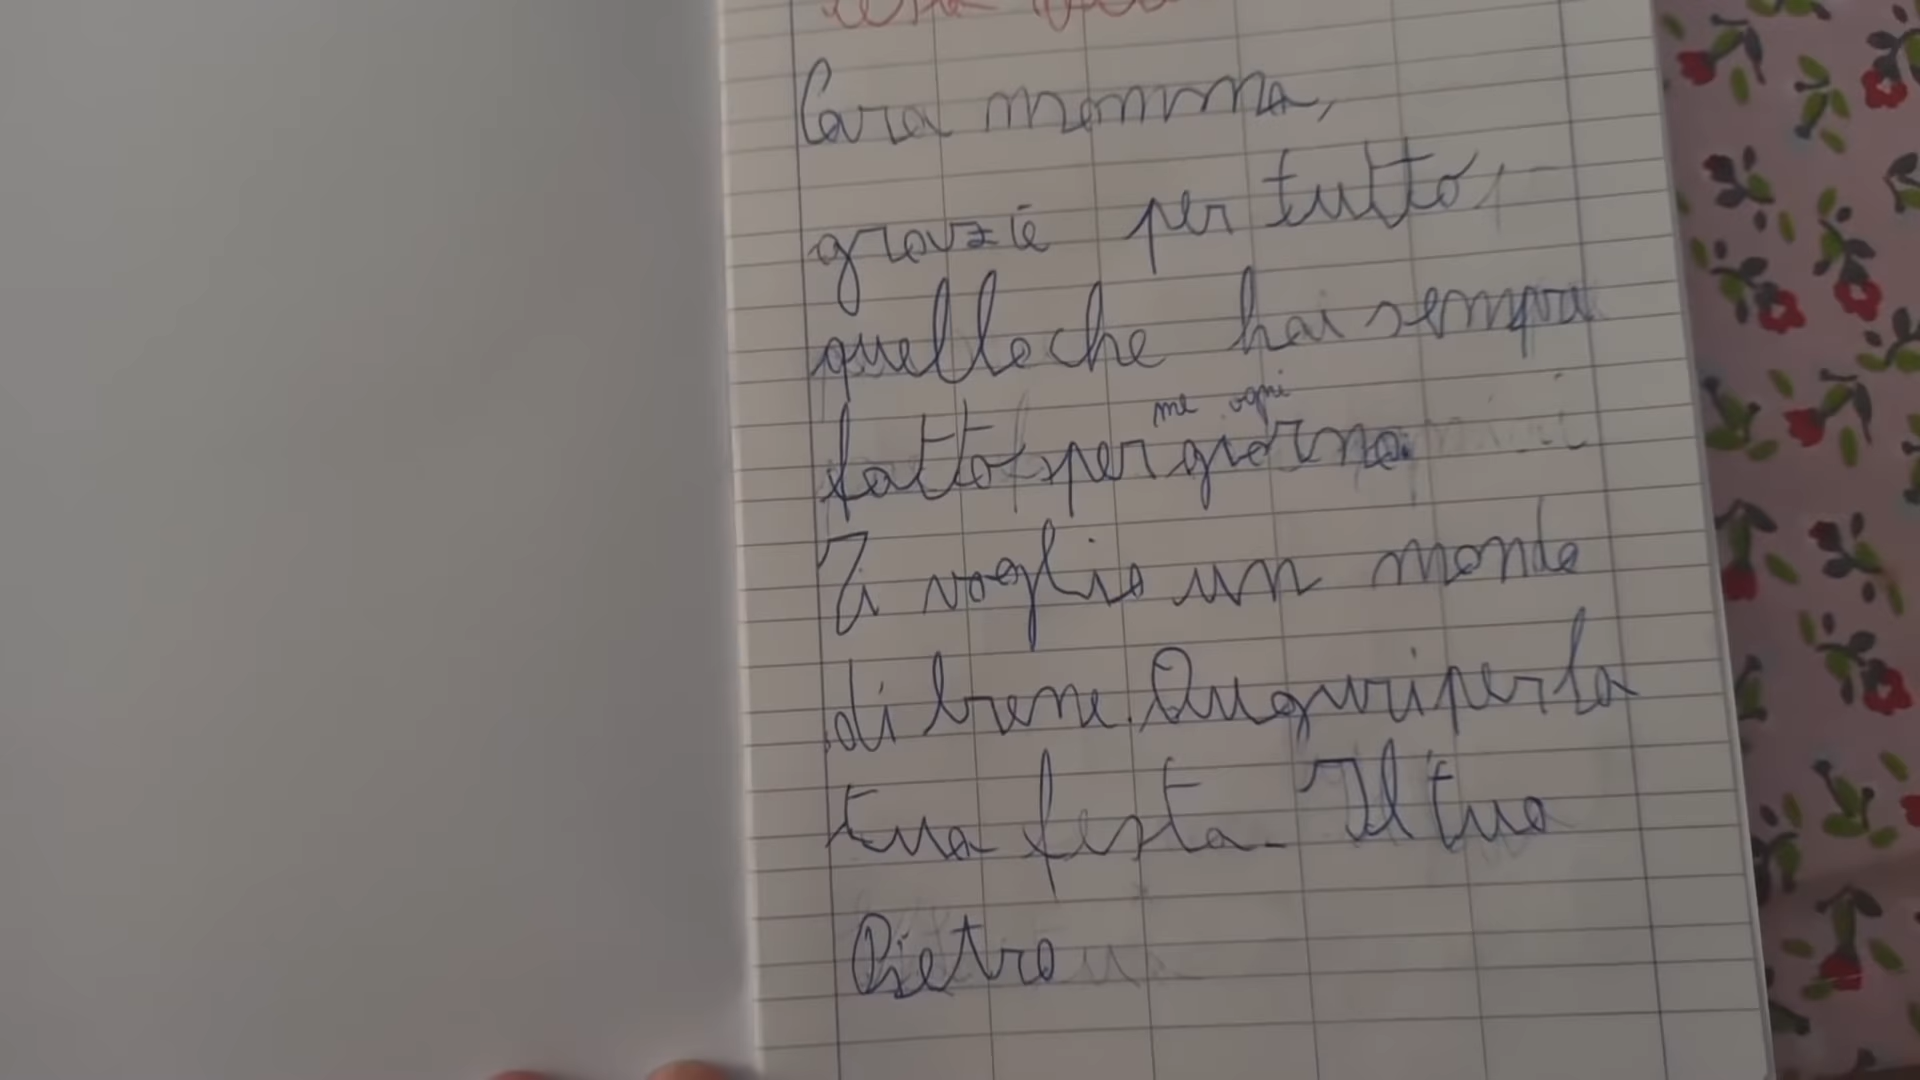 Cara mamma,
grazie per tutto
quello che hai sempre
me ogni
fatto per giorno.
Ti voglio un mondo
di bene. Auguri per la
tua festa. Il tuo
Pietro